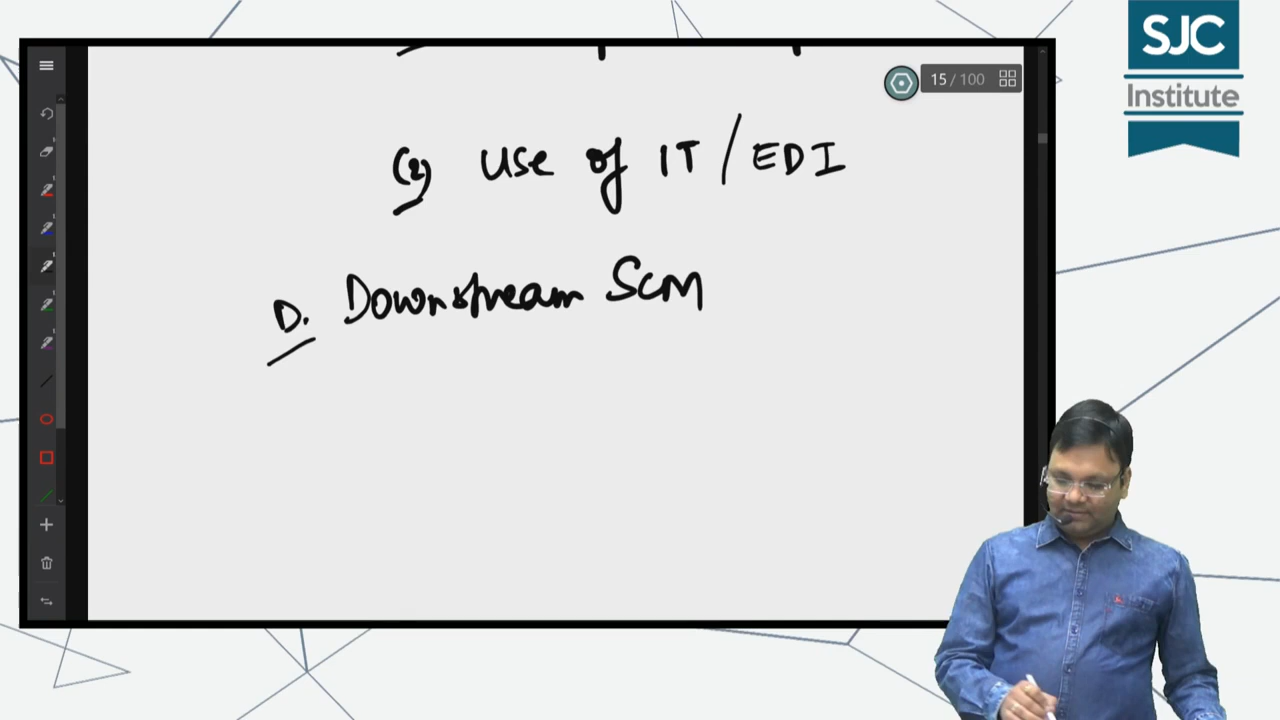 SJC
Institute
15 / 100
(2) Use of IT / EDI
D. Downstream SCM